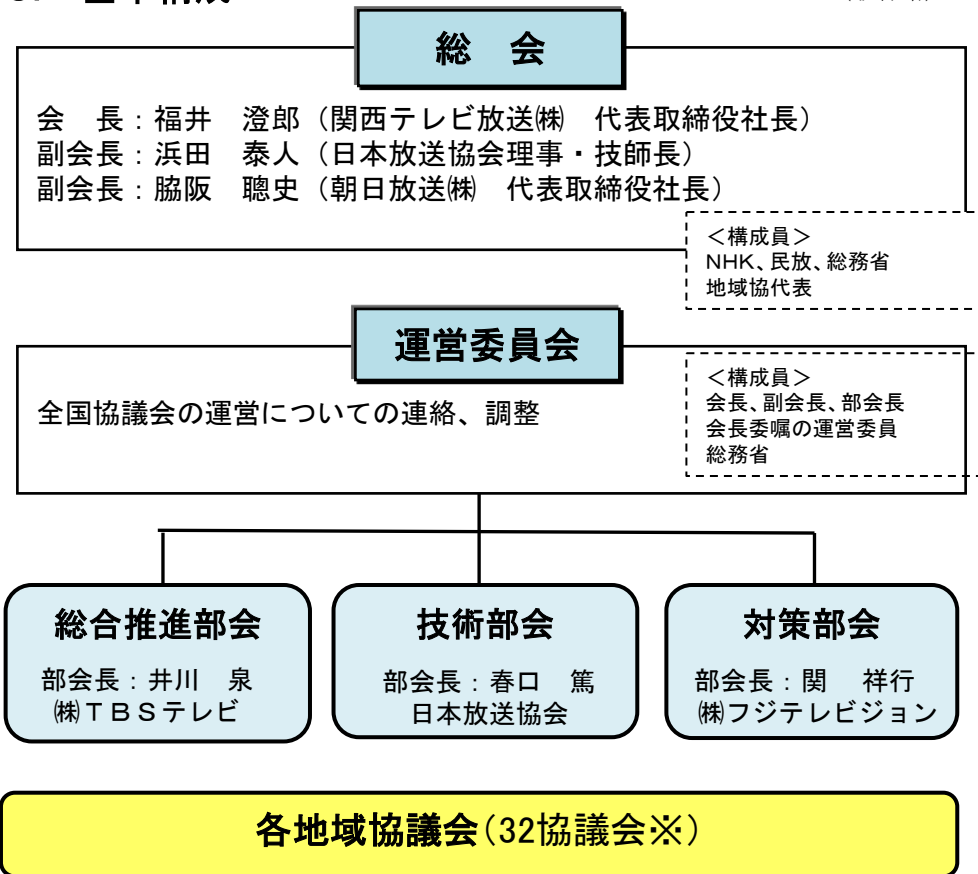 総　会
会　長：福井　澄郎（関西テレビ放送㈱　代表取締役社長）
副会長：浜田　泰人（日本放送協会理事・技師長）
副会長：脇阪　聰史（朝日放送㈱　代表取締役社長）
＜構成員＞
NHK、民放、総務省
地域協代表
運営委員会
全国協議会の運営についての連絡、調整
＜構成員＞
会長、副会長、部会長
会長委嘱の運営委員
総務省
総合推進部会
部会長：井川　泉
㈱ＴＢＳテレビ
技術部会
部会長：春口　篤
日本放送協会
対策部会
部会長：関　祥行
㈱フジテレビジョン
各地域協議会（32協議会※）